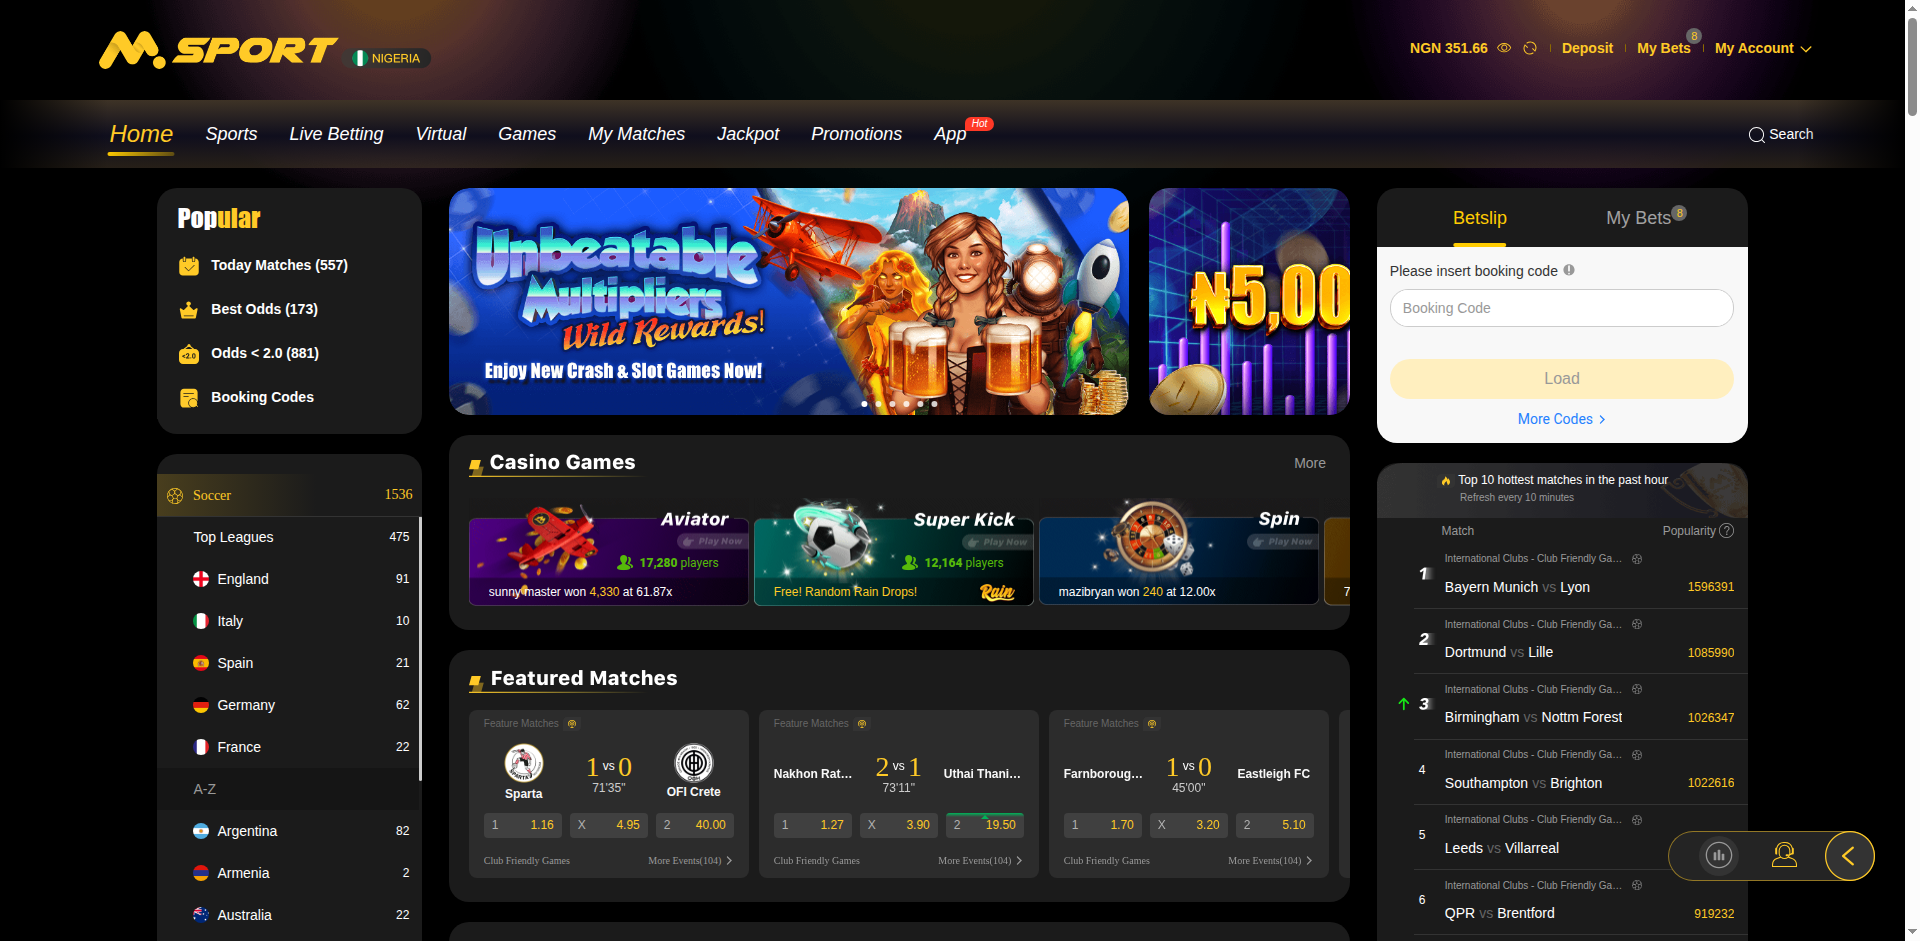 M.SPORT
NIGERIA
NGN 351.66
Deposit
My Bets
8
My Account
Home
Sports
Live Betting
Virtual
Games
My Matches
Jackpot
Promotions
App
Hot
Search
Popular
Today Matches (557)
Best Odds (173)
<2.0
Odds < 2.0 (881)
Booking Codes
Soccer 1536
Top Leagues 475
England 91
Italy 10
Spain 21
Germany 62
France 22
A-Z
Argentina 82
Armenia 2
Australia 22
Unbeatable
Multipliers
Wild Rewards!
Enjoy New Crash & Slot Games Now!
₦5,00
Casino Games
More
Aviator
Play Now
17,280 players
sunny master won 4,330 at 61.87x
Super Kick
Play Now
12,164 players
Free! Random Rain Drops!
Rain
Spin
Play Now
mazibryan won 240 at 12.00x
7
Featured Matches
Feature Matches
1 vs 0
71'35"
Sparta
OFI Crete
1 1.16
X 4.95
2 40.00
Club Friendly Games
More Events(104)
Feature Matches
Nakhon Rat...
2 vs 1
Uthai Thani...
73'11"
1 1.27
X 3.90
2 19.50
Club Friendly Games
More Events(104)
Feature Matches
Farnboroug...
1 vs 0
Eastleigh FC
45'00"
1 1.70
X 3.20
2 5.10
Club Friendly Games
More Events(104)
Betslip
My Bets
8
Please insert booking code
Booking Code
Load
More Codes
Top 10 hottest matches in the past hour
Refresh every 10 minutes
Match
Popularity ?
International Clubs - Club Friendly Ga...
1
Bayern Munich vs Lyon 1596391
International Clubs - Club Friendly Ga...
2
Dortmund vs Lille 1085990
International Clubs - Club Friendly Ga...
3
Birmingham vs Nottm Forest 1026347
International Clubs - Club Friendly Ga...
4
Southampton vs Brighton 1022616
International Clubs - Club Friendly Ga...
5
Leeds vs Villarreal
International Clubs - Club Friendly Ga...
6
QPR vs Brentford 919232